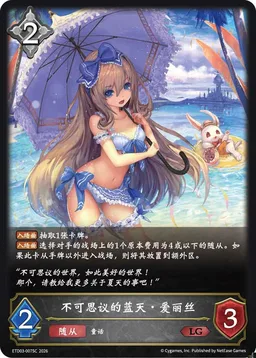 2
入场曲 抽取1张卡牌。
入场曲 选择对手的战场上的1个原本费用为4或以下的随从。如
果此卡从手牌以外进入战场，则将其放置到额外区。
“不可思议的世界，如此美好的世界！
那个，请教给我更多关于夏天的事吧！”
不可思议的蓝天·爱丽丝
2
随从 童话
LG
3
ET003-007SC 2026
© Cygames, Inc. Published by NetEase Games